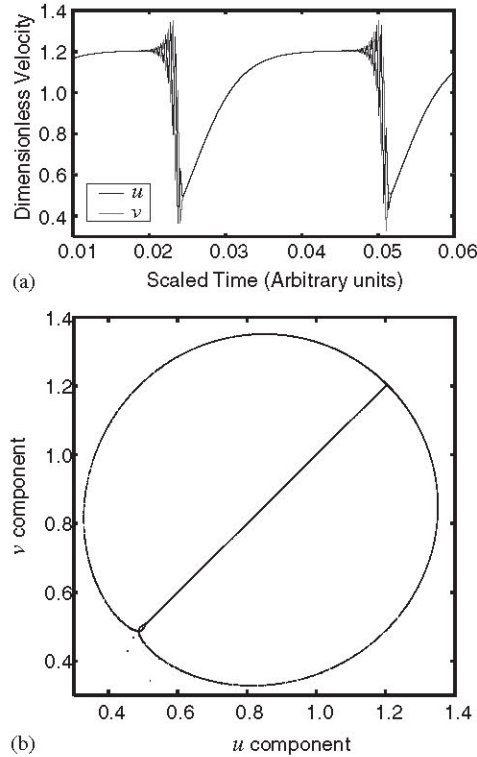 1.4
1.2
1.0
0.8
0.6
0.4
Dimensionless Velocity
u
v
0.01 0.02 0.03 0.04 0.05 0.06
Scaled Time (Arbitrary units)
(a)
1.4
1.2
1.0
0.8
0.6
0.4
v component
0.4 0.6 0.8 1.0 1.2 1.4
u component
(b)